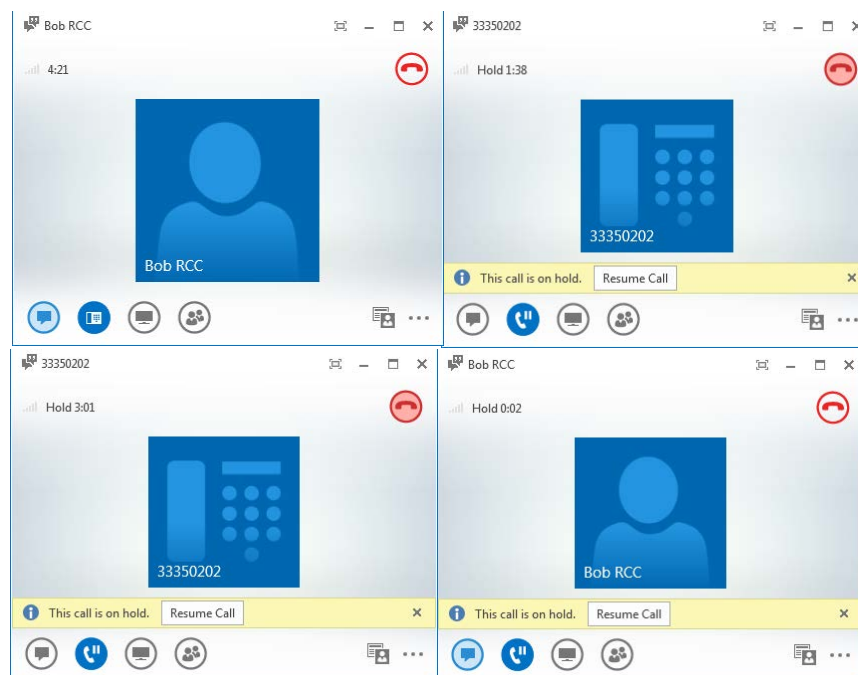 Bob RCC
4:21
Bob RCC
33350202
Hold 1:38
33350202
This call is on hold. Resume Call
33350202
Hold 3:01
33350202
This call is on hold. Resume Call
Bob RCC
Hold 0:02
Bob RCC
This call is on hold. Resume Call